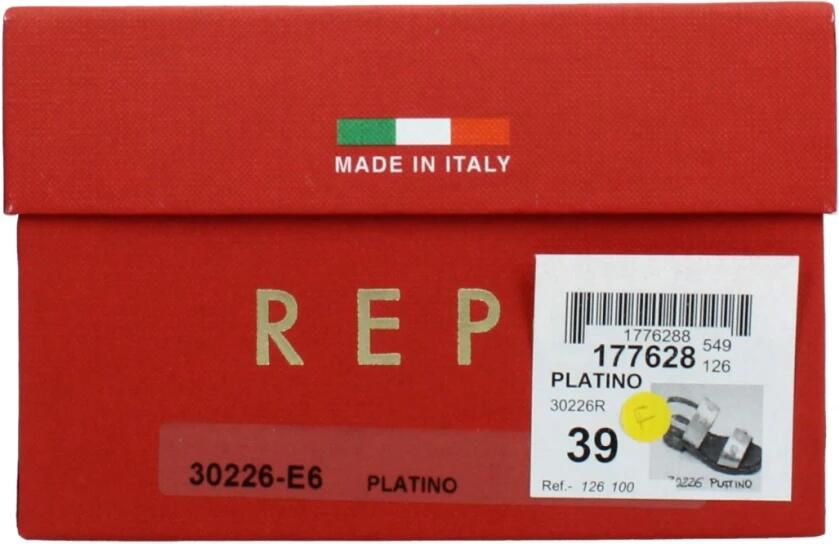 MADE IN ITALY
REP
1776288
177628 549
126
PLATINO
30226R
39
Ref.- 126 100
30226 PLATINO
30226-E6 PLATINO